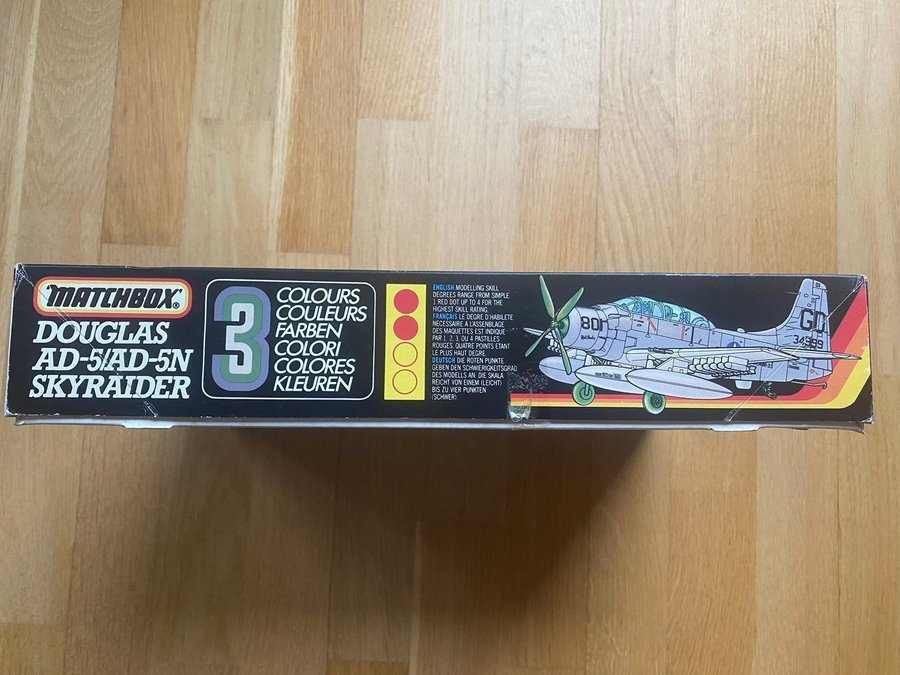 MATCHBOX®
DOUGLAS
AD-5/AD-5N
SKYRAIDER
3
COLOURS
COULEURS
FARBEN
COLORI
COLORES
KLEUREN
ENGLISH MODELLING SKILL
DEGREES RANGE FROM SIMPLE
1 RED DOT UP TO 4 FOR THE
HIGHEST SKILL RATING.
FRANÇAIS LE DEGRE D'HABILETE
NECESSAIRE A L'ASSEMBLAGE
DES MAQUETTES EST INDIQUE
PAR 1, 2, 3, OU 4 PASTILLES
ROUGES. QUATRE POINTS ETANT
LE PLUS HAUT DEGRE
DEUTSCH DIE ROTEN PUNKTE
GEBEN DEN SCHWIERIGKEITSGRAD
DES MODELLS AN. DIE SKALA
REICHT VON EINEM (LEICHT)
BIS ZU VIER PUNKTEN
(SCHWER)
801
N
GD
34999